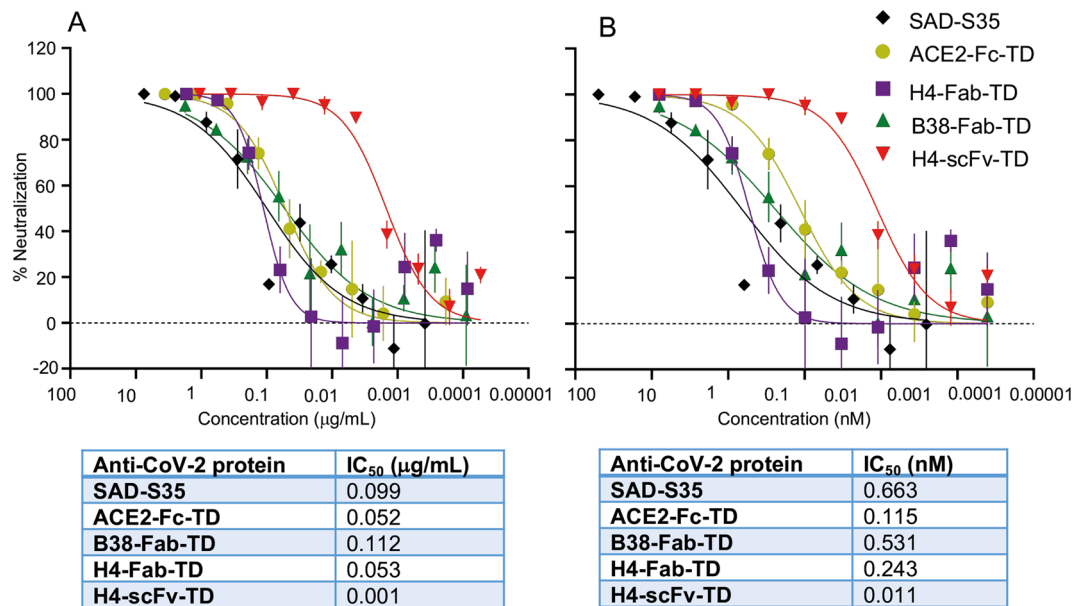 A
120
100
80
60
40
20
0
-20
% Neutralization
100 10 1 0.1 0.01 0.001 0.0001 0.00001
Concentration (μg/mL)
B
100 10 1 0.1 0.01 0.001 0.0001 0.00001
Concentration (nM)
SAD-S35
ACE2-Fc-TD
H4-Fab-TD
B38-Fab-TD
H4-scFv-TD
Anti-CoV-2 protein IC50 (μg/mL)
SAD-S35 0.099
ACE2-Fc-TD 0.052
B38-Fab-TD 0.112
H4-Fab-TD 0.053
H4-scFv-TD 0.001
Anti-CoV-2 protein IC50 (nM)
SAD-S35 0.663
ACE2-Fc-TD 0.115
B38-Fab-TD 0.531
H4-Fab-TD 0.243
H4-scFv-TD 0.011